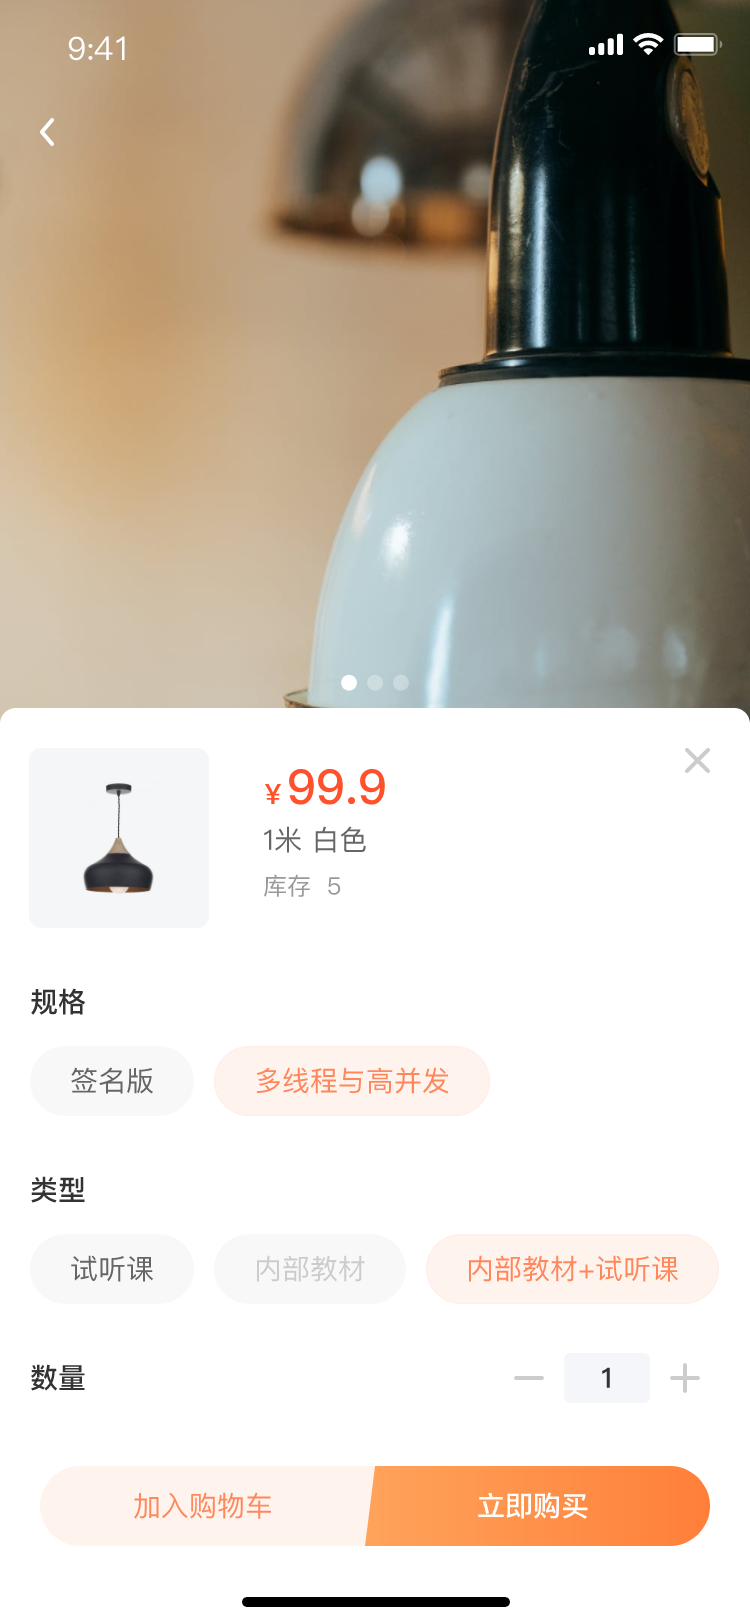 9:41
¥99.9
1米 白色
库存 5
规格
签名版 多线程与高并发
类型
试听课 内部教材 内部教材+试听课
数量 1
加入购物车 立即购买